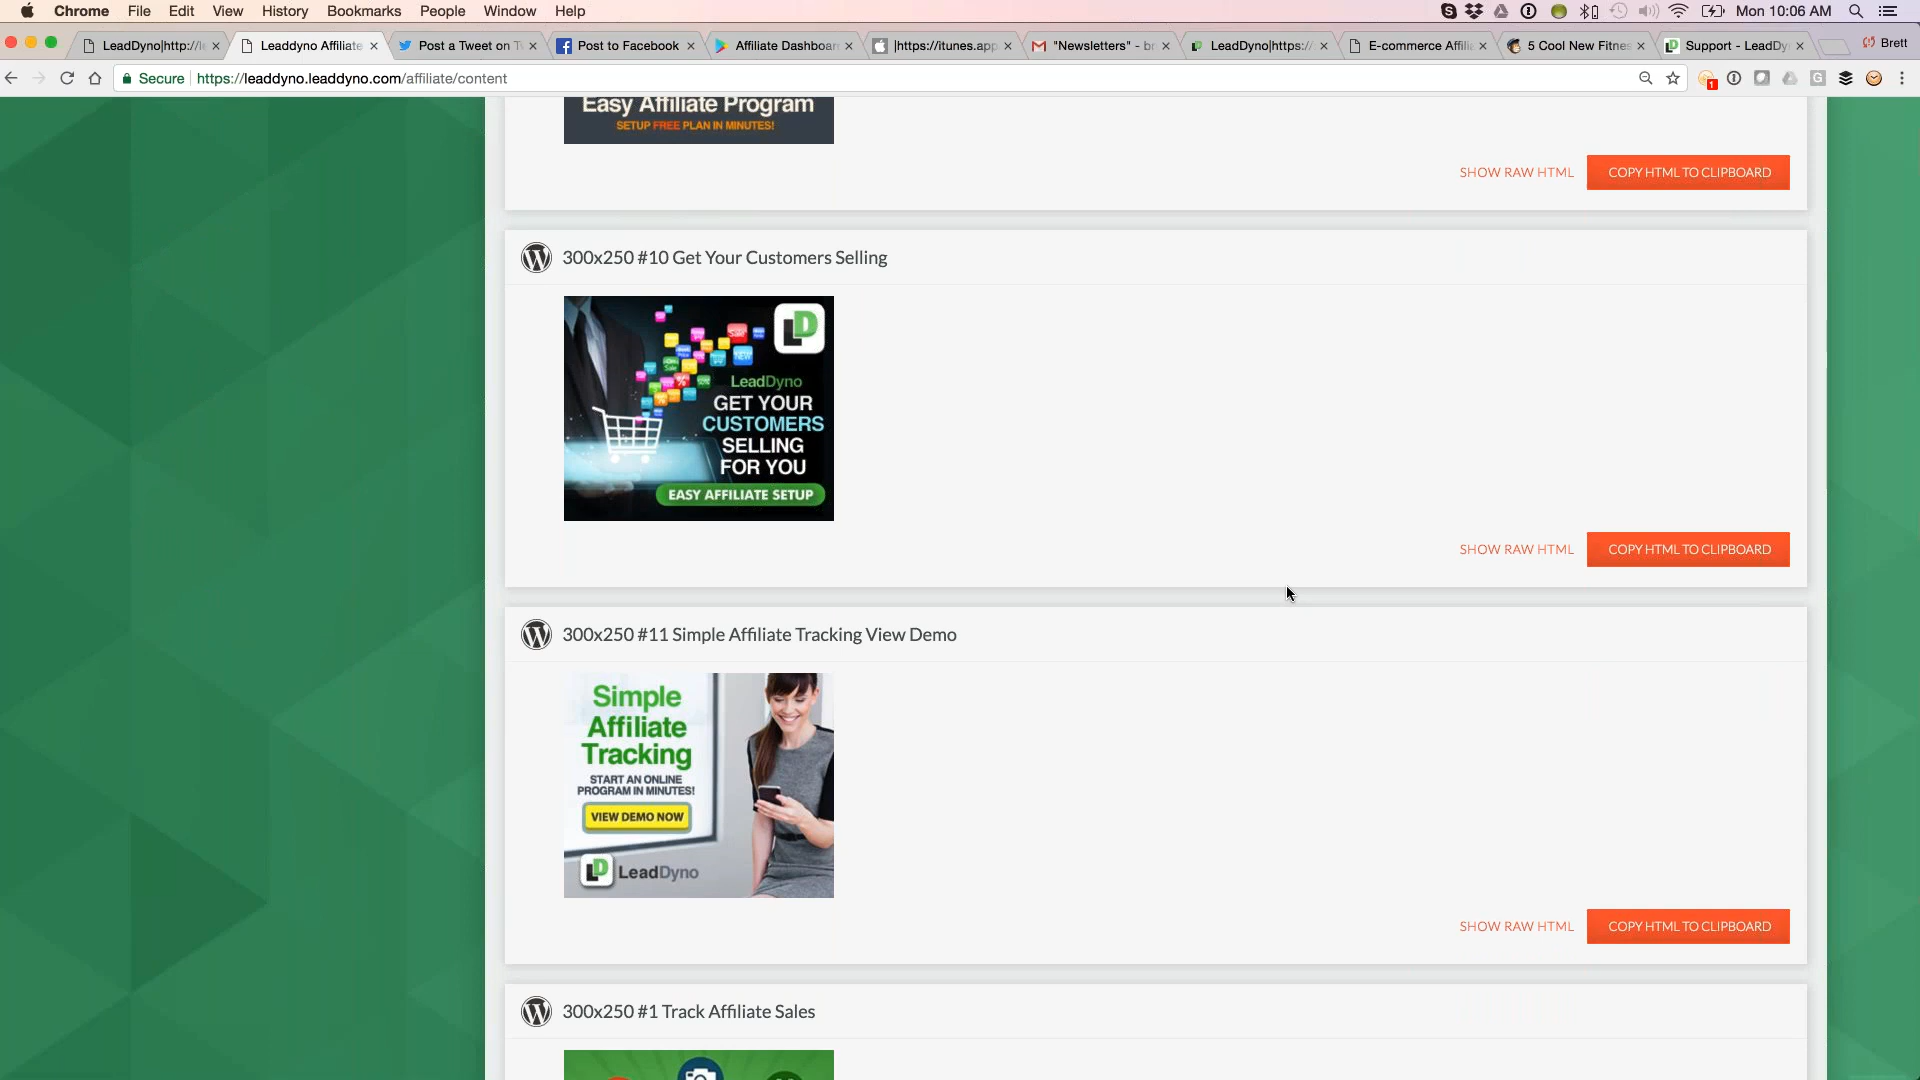 Chrome File Edit View History Bookmarks People Window Help Mon 10:06 AM
LeadDyno|http://l Leaddyno Affiliate Post a Tweet on T Post to Facebook Affiliate Dashboar |https://itunes.app "Newsletters" - br LeadDyno|https:/ E-commerce Affili 5 Cool New Fitnes Support - LeadDy Brett
Secure https://leaddyno.leaddyno.com/affiliate/content 1
Easy Affiliate Program
SETUP FREE PLAN IN MINUTES!
SHOW RAW HTML COPY HTML TO CLIPBOARD
300x250 #10 Get Your Customers Selling
LeadDyno
GET YOUR
CUSTOMERS
SELLING
FOR YOU
EASY AFFILIATE SETUP
SHOW RAW HTML COPY HTML TO CLIPBOARD
300x250 #11 Simple Affiliate Tracking View Demo
Simple
Affiliate
Tracking
START AN ONLINE
PROGRAM IN MINUTES!
VIEW DEMO NOW
LeadDyno
SHOW RAW HTML COPY HTML TO CLIPBOARD
300x250 #1 Track Affiliate Sales